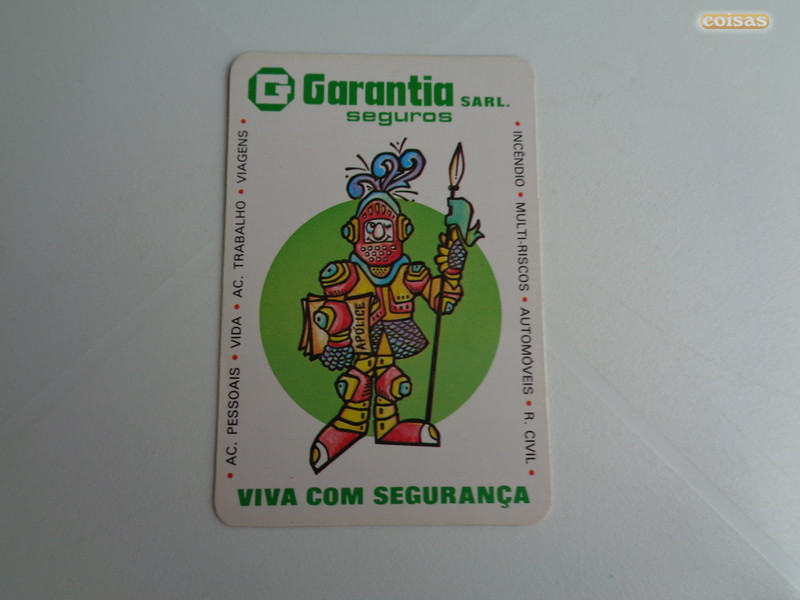 coisas
G Garantia SARL.
seguros
• AC. PESSOAIS • VIDA • AC. TRABALHO • VIAGENS •
• INCÊNDIO • MULTI-RISCOS • AUTOMÓVEIS • R. CIVIL •
APÓLICE
VIVA COM SEGURANÇA